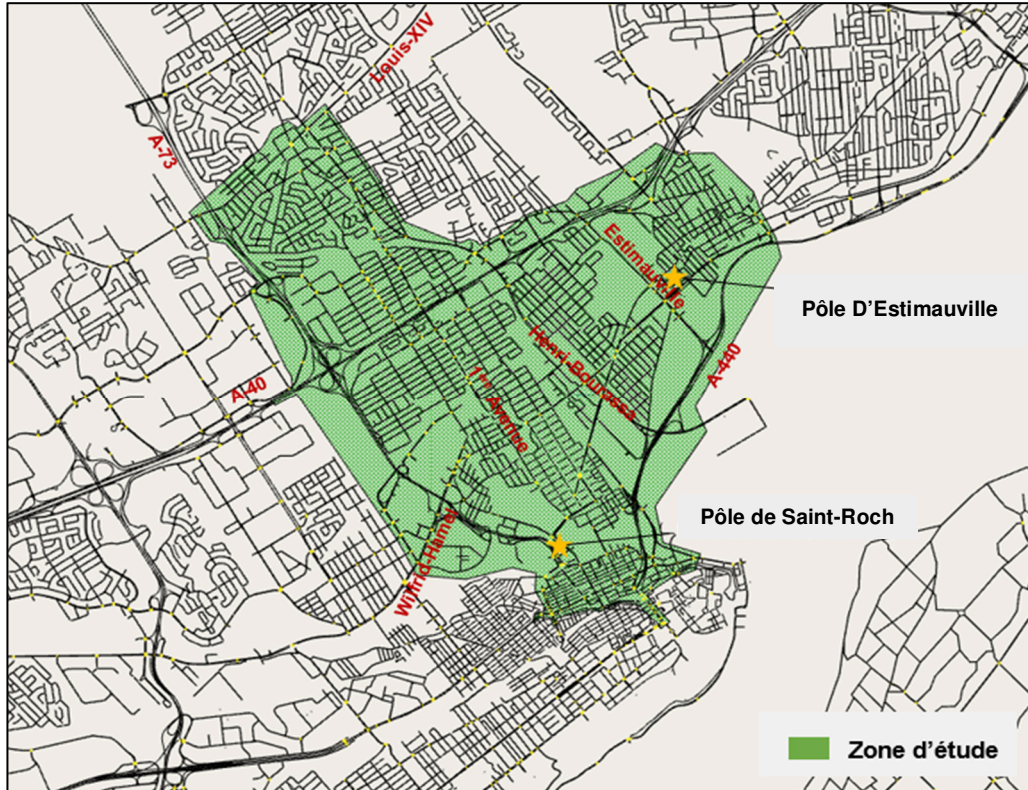 Louis-XIV
A-73
Estimauville
Pôle D'Estimauville
Henri-Bourassa
A-440
A-40
1ère Avenue
Pôle de Saint-Roch
Wilfrid-Hamel
Zone d'étude